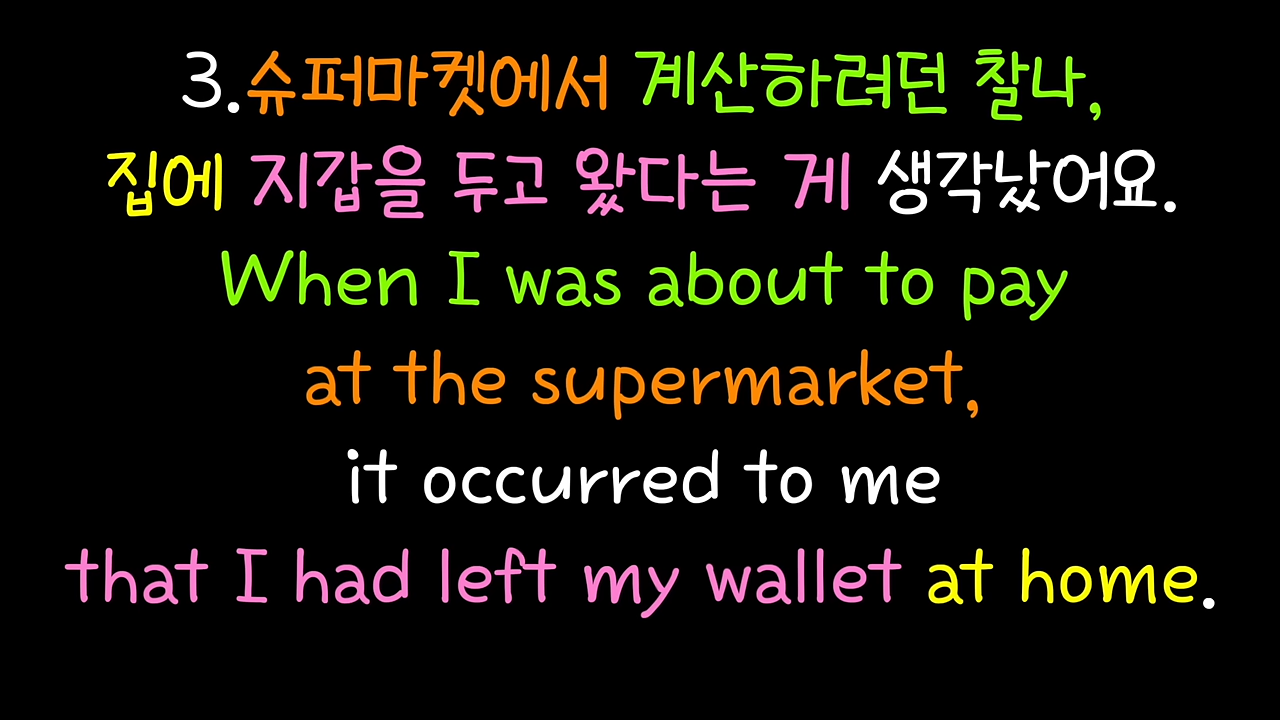 3.슈퍼마켓에서 계산하려던 찰나,
집에 지갑을 두고 왔다는 게 생각났어요.
When I was about to pay
at the supermarket,
it occurred to me
that I had left my wallet at home.